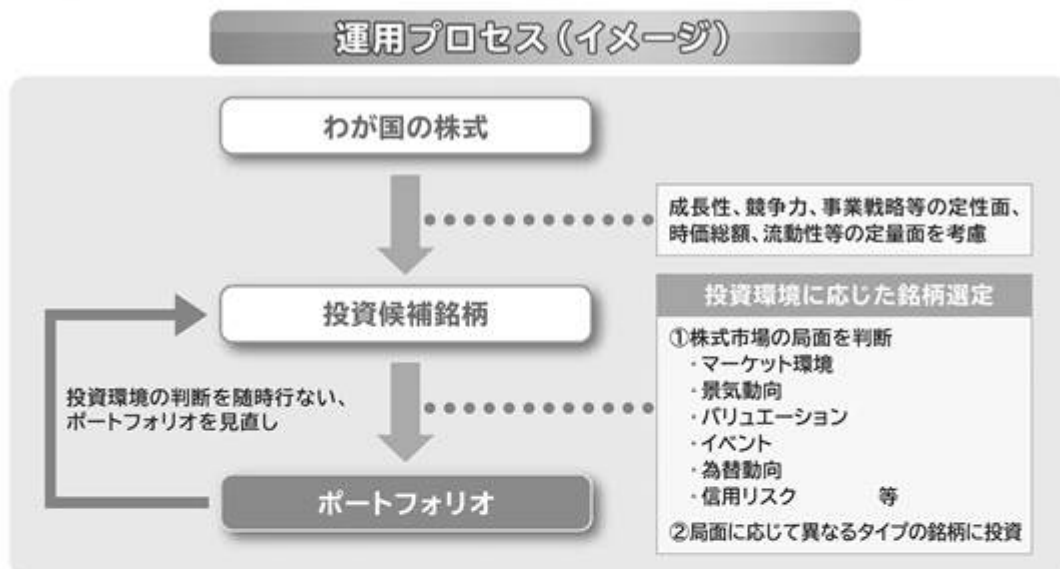 運用プロセス(イメージ)
わが国の株式
成長性、競争力、事業戦略等の定性面、
時価総額、流動性等の定量面を考慮
投資候補銘柄
投資環境に応じた銘柄選定
①株式市場の局面を判断
・マーケット環境
・景気動向
・バリュエーション
・イベント
・為替動向
・信用リスク 等
②局面に応じて異なるタイプの銘柄に投資
投資環境の判断を随時行ない、
ポートフォリオを見直し
ポートフォリオ